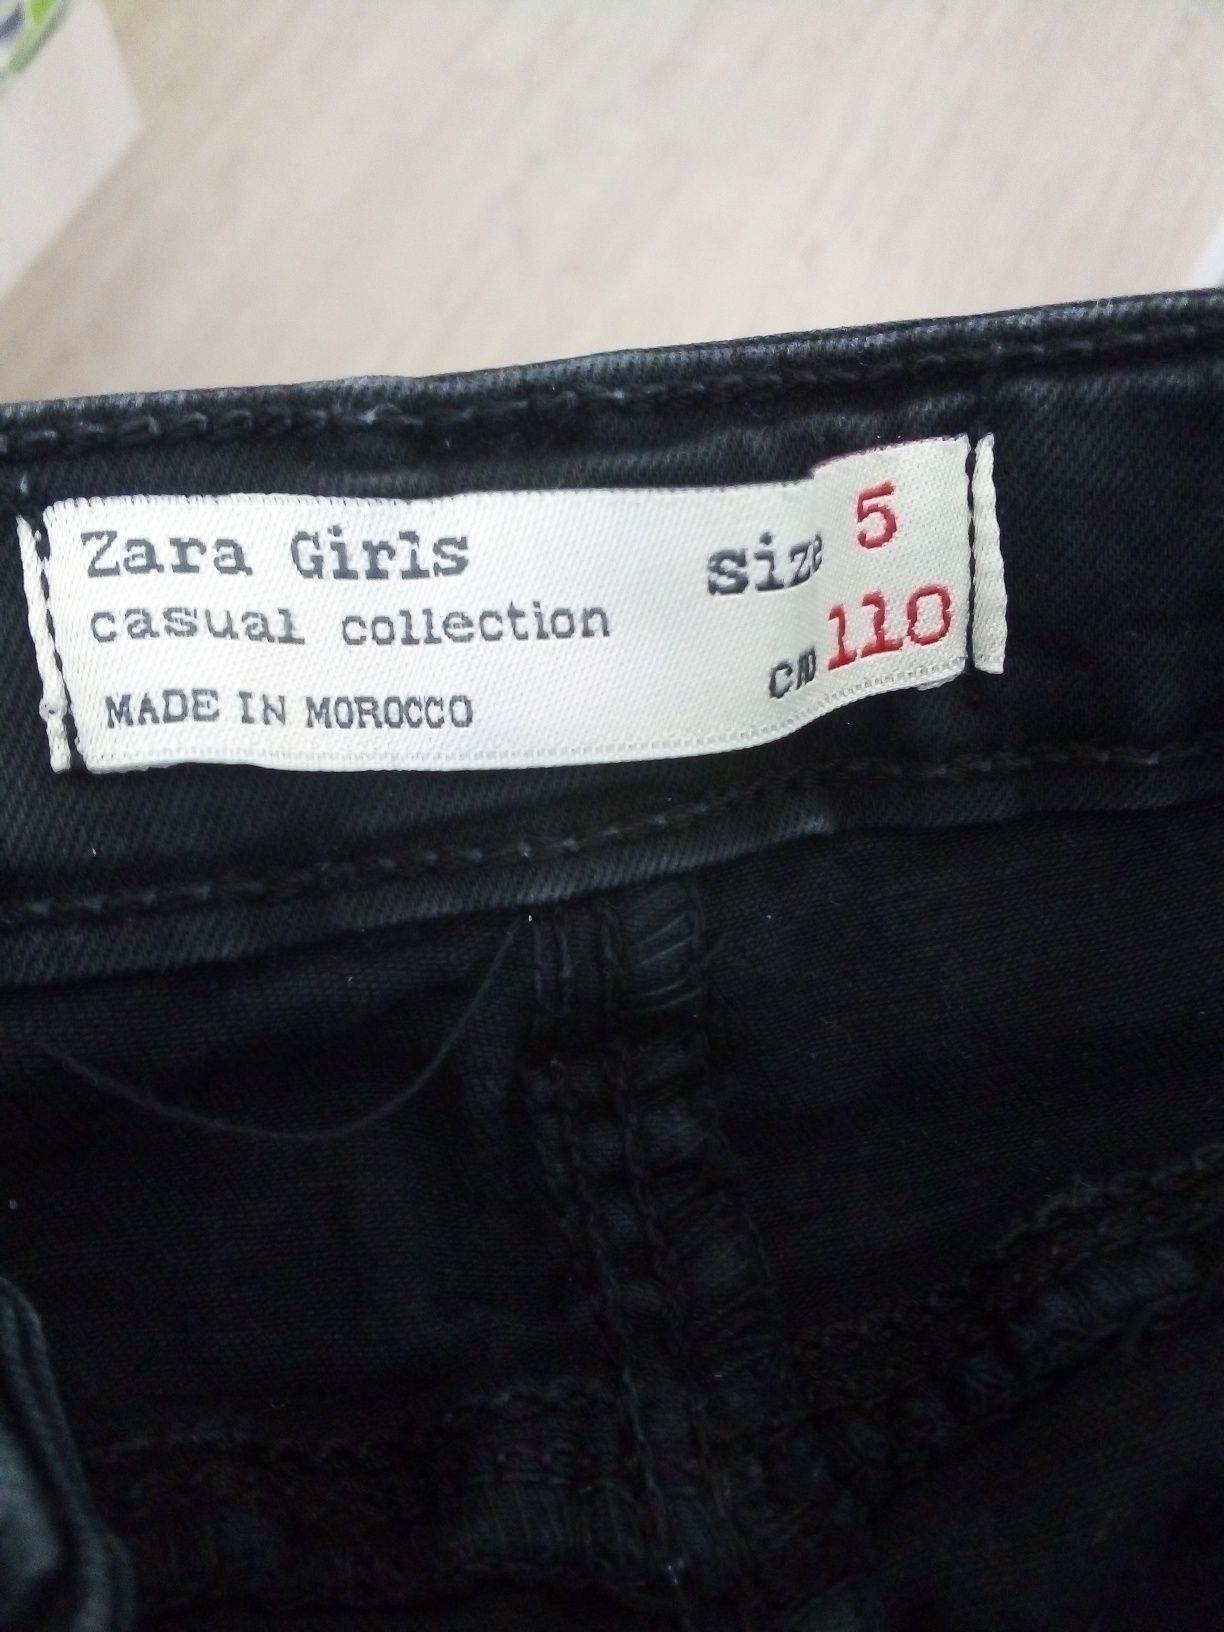 Zara Girls
casual collection
MADE IN MOROCCO
Size 5
cm 110